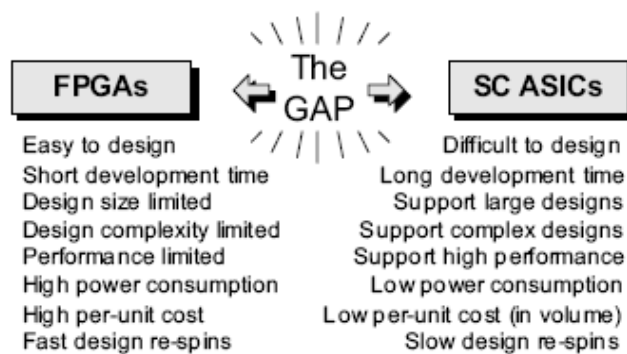 The
GAP
FPGAs
Easy to design
Short development time
Design size limited
Design complexity limited
Performance limited
High power consumption
High per-unit cost
Fast design re-spins
SC ASICs
Difficult to design
Long development time
Support large designs
Support complex designs
Support high performance
Low power consumption
Low per-unit cost (in volume)
Slow design re-spins